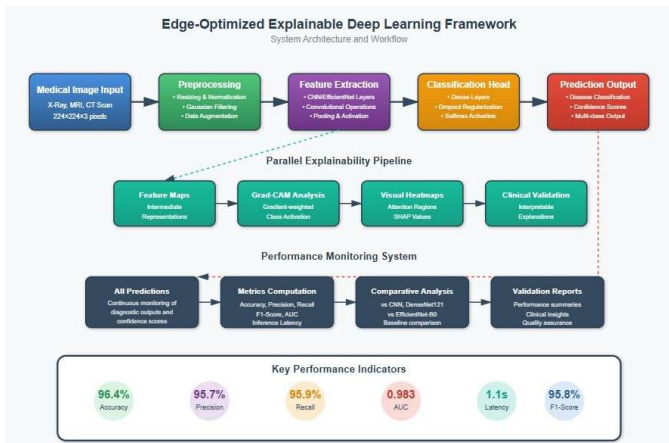 Edge-Optimized Explainable Deep Learning Framework
System Architecture and Workflow
Medical Image Input
X-Ray, MRI, CT Scan
224×224×3 pixels
Preprocessing
• Resizing & Normalization
• Gaussian Filtering
• Data Augmentation
Feature Extraction
• CNN/EfficientNet Layers
• Convolutional Operations
• Pooling & Activation
Classification Head
• Dense Layers
• Dropout Regularization
• Softmax Activation
Prediction Output
• Disease Classification
• Confidence Scores
• Multi-class Output
Parallel Explainability Pipeline
Feature Maps
Intermediate
Representations
Grad-CAM Analysis
Gradient-weighted
Class Activation
Visual Heatmaps
Attention Regions
SHAP Values
Clinical Validation
Interpretable
Explanations
Performance Monitoring System
All Predictions
Continuous monitoring of
diagnostic outputs and
confidence scores
Metrics Computation
Accuracy, Precision, Recall
F1-Score, AUC
Inference Latency
Comparative Analysis
vs CNN, DenseNet121
vs EfficientNet-B0
Baseline comparison
Validation Reports
Performance summaries
Clinical insights
Quality assurance
Key Performance Indicators
96.4%
Accuracy
95.7%
Precision
95.9%
Recall
0.983
AUC
1.1s
Latency
95.8%
F1-Score